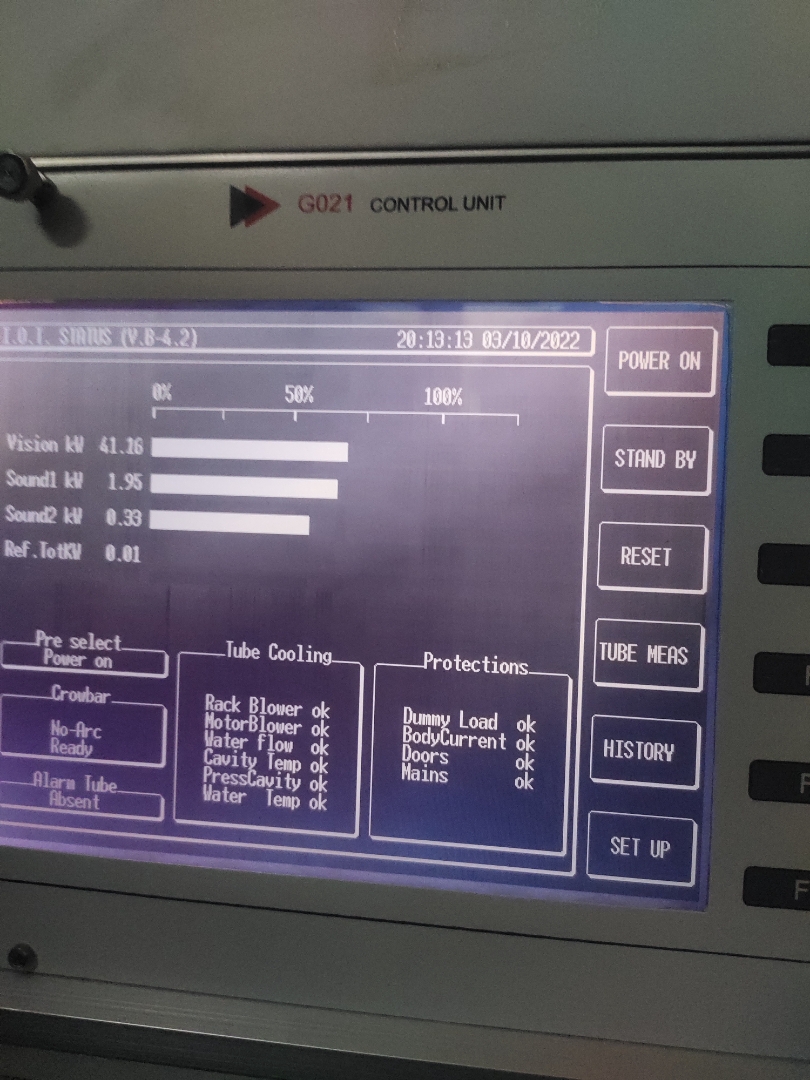 G021 CONTROL UNIT
I.O.T. STATUS (V.B-4.2) 20:13:13 03/10/2022
POWER ON
0% 50% 100%
Vision kW 41.16
STAND BY
Sound1 kW 1.95
Sound2 kW 0.33
Ref.TotKW 0.01
RESET
Pre select
Power on
Crowbar
No-Arc
Ready
Alarm Tube
Absent
Tube Cooling
Rack Blower ok
MotorBlower ok
Water flow ok
Cavity Temp ok
PressCavity ok
Water Temp ok
Protections
Dummy Load ok
BodyCurrent ok
Doors ok
Mains ok
TUBE MEAS
HISTORY
SET UP
F
F